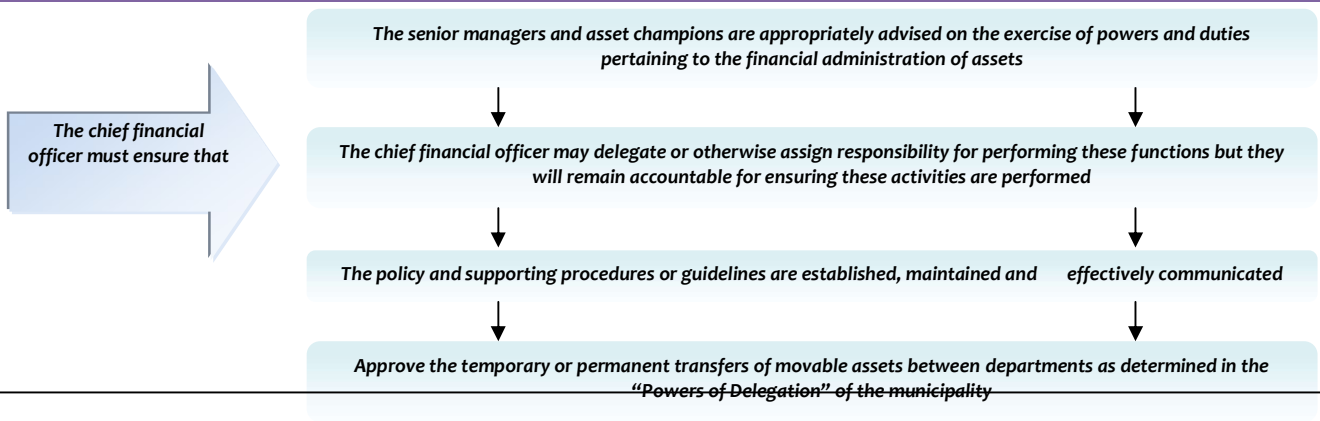 The chief financial
officer must ensure that
The senior managers and asset champions are appropriately advised on the exercise of powers and duties
pertaining to the financial administration of assets
The chief financial officer may delegate or otherwise assign responsibility for performing these functions but they
will remain accountable for ensuring these activities are performed
The policy and supporting procedures or guidelines are established, maintained and effectively communicated
Approve the temporary or permanent transfers of movable assets between departments as determined in the
“Powers of Delegation” of the municipality